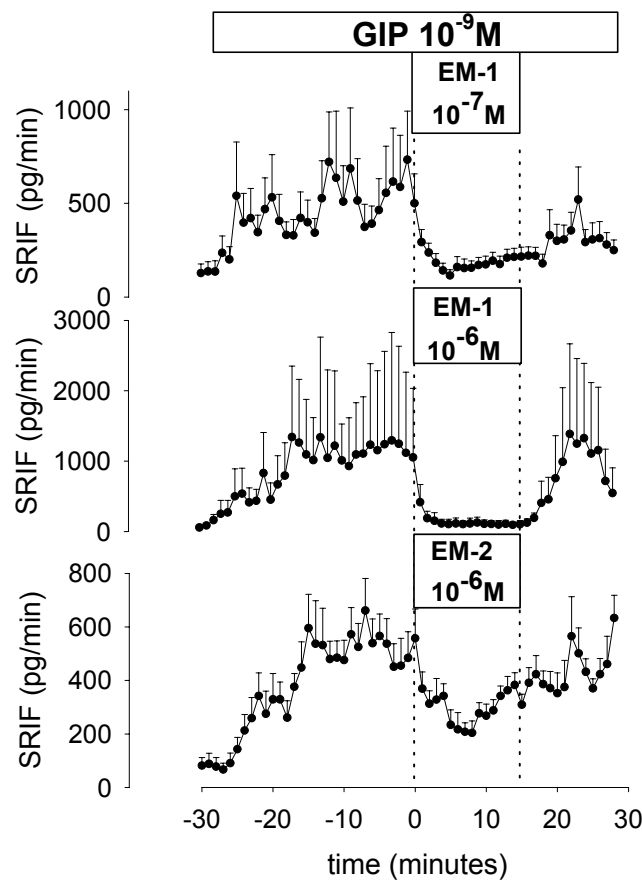 GIP 10⁻⁹M
EM-1
10⁻⁷M
SRIF (pg/min)
1000
500
0
EM-1
10⁻⁶M
SRIF (pg/min)
3000
2000
1000
0
EM-2
10⁻⁶M
SRIF (pg/min)
800
600
400
200
0
-30 -20 -10 0 10 20 30
time (minutes)